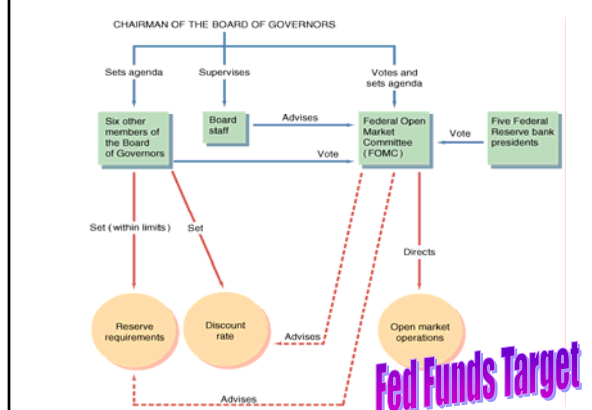 CHAIRMAN OF THE BOARD OF GOVERNORS
Sets agenda
Supervises
Votes and
sets agenda
Six other
members of
the Board
of Governors
Board
staff
Advises
Federal Open
Market
Committee
(FOMC)
Vote
Five Federal
Reserve bank
presidents
Vote
Set (within limits)
Set
Directs
Reserve
requirements
Discount
rate
Advises
Open market
operations
Advises
Fed Funds Target